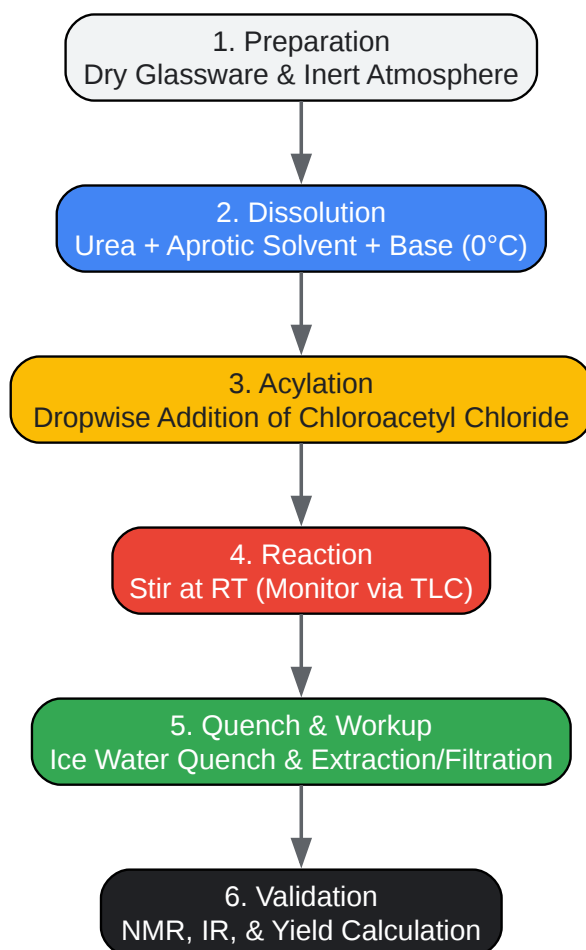 1. Preparation
Dry Glassware & Inert Atmosphere
2. Dissolution
Urea + Aprotic Solvent + Base (0°C)
3. Acylation
Dropwise Addition of Chloroacetyl Chloride
4. Reaction
Stir at RT (Monitor via TLC)
5. Quench & Workup
Ice Water Quench & Extraction/Filtration
6. Validation
NMR, IR, & Yield Calculation